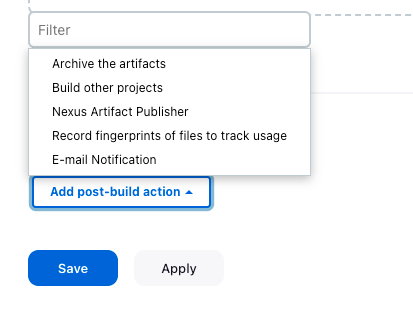 Filter
Archive the artifacts
Build other projects
Nexus Artifact Publisher
Record fingerprints of files to track usage
E-mail Notification
Add post-build action
Save
Apply